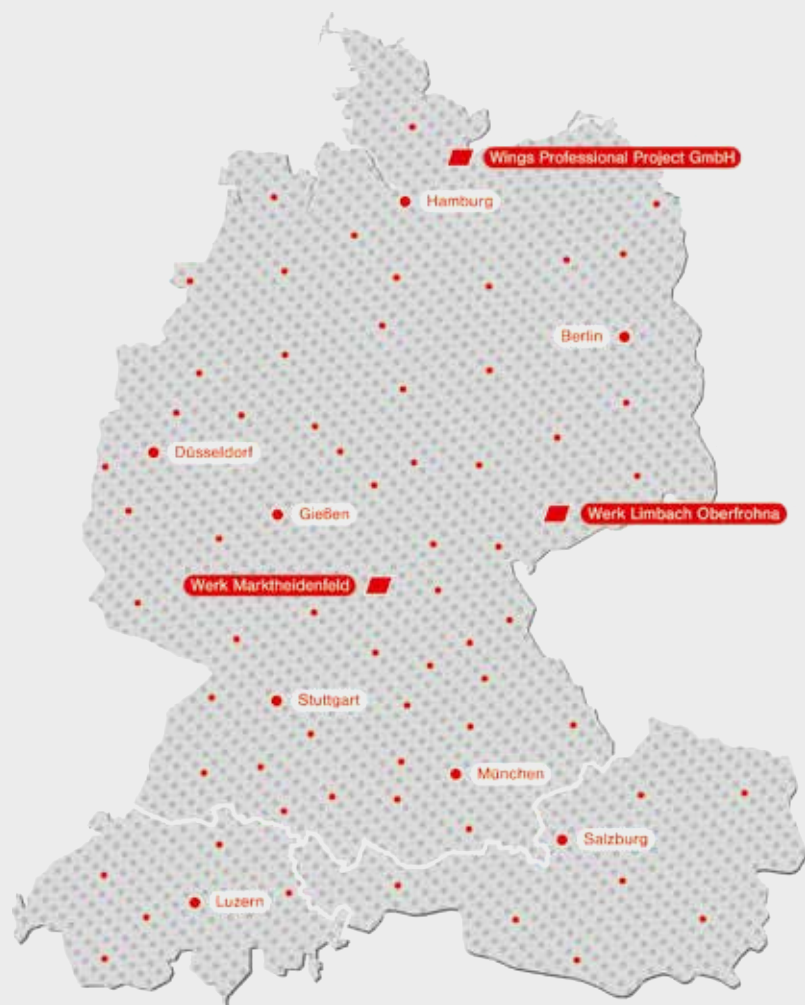 Wings Professional Project GmbH
Hamburg
Berlin
Düsseldorf
Gießen
Werk Limbach Oberfrohna
Werk Marktheidenfeld
Stuttgart
München
Salzburg
Luzern